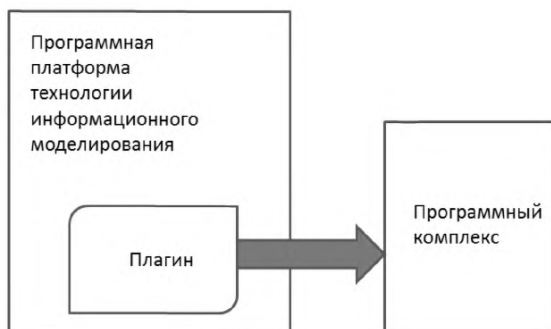 Программная
платформа
технологии
информационного
моделирования
Плагин
Программный
комплекс